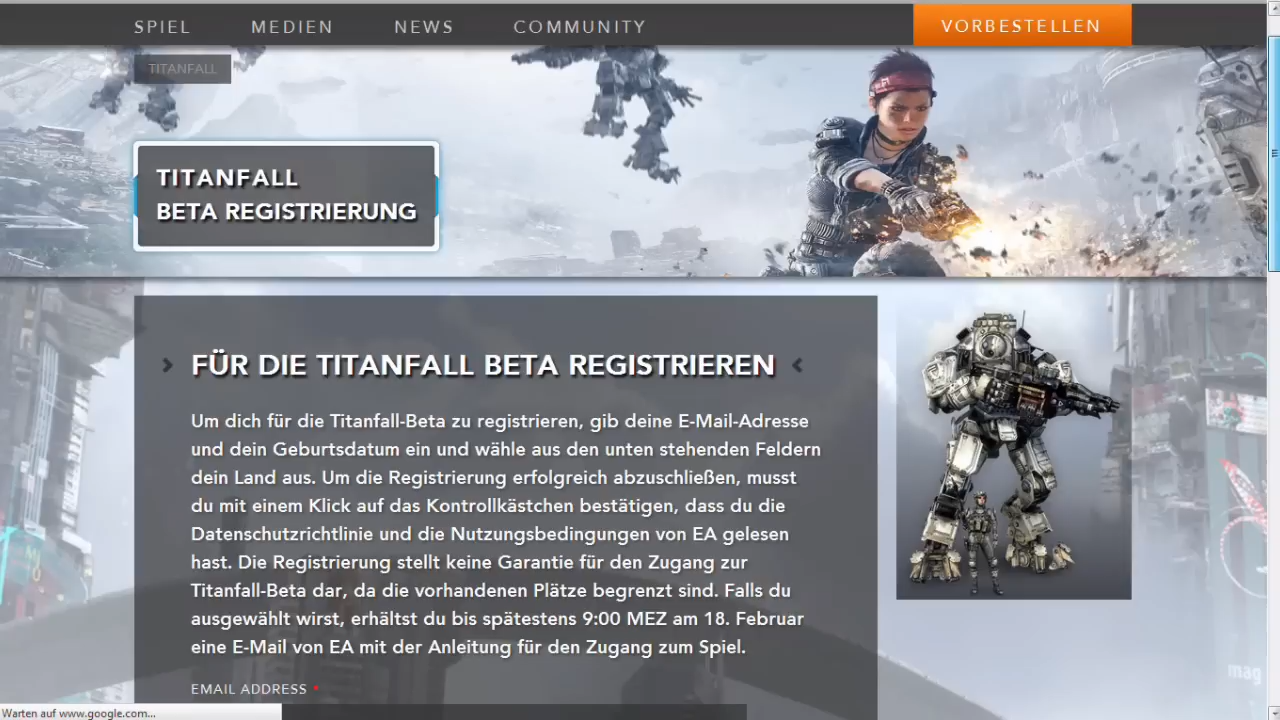 SPIEL MEDIEN NEWS COMMUNITY VORBESTELLEN
TITANFALL
TITANFALL
BETA REGISTRIERUNG
FÜR DIE TITANFALL BETA REGISTRIEREN
Um dich für die Titanfall-Beta zu registrieren, gib deine E-Mail-Adresse
und dein Geburtsdatum ein und wähle aus den unten stehenden Feldern
dein Land aus. Um die Registrierung erfolgreich abzuschließen, musst
du mit einem Klick auf das Kontrollkästchen bestätigen, dass du die
Datenschutzrichtlinie und die Nutzungsbedingungen von EA gelesen
hast. Die Registrierung stellt keine Garantie für den Zugang zur
Titanfall-Beta dar, da die vorhandenen Plätze begrenzt sind. Falls du
ausgewählt wirst, erhältst du bis spätestens 9:00 MEZ am 18. Februar
eine E-Mail von EA mit der Anleitung für den Zugang zum Spiel.
EMAIL ADDRESS *
mag
Warten auf www.google.com...